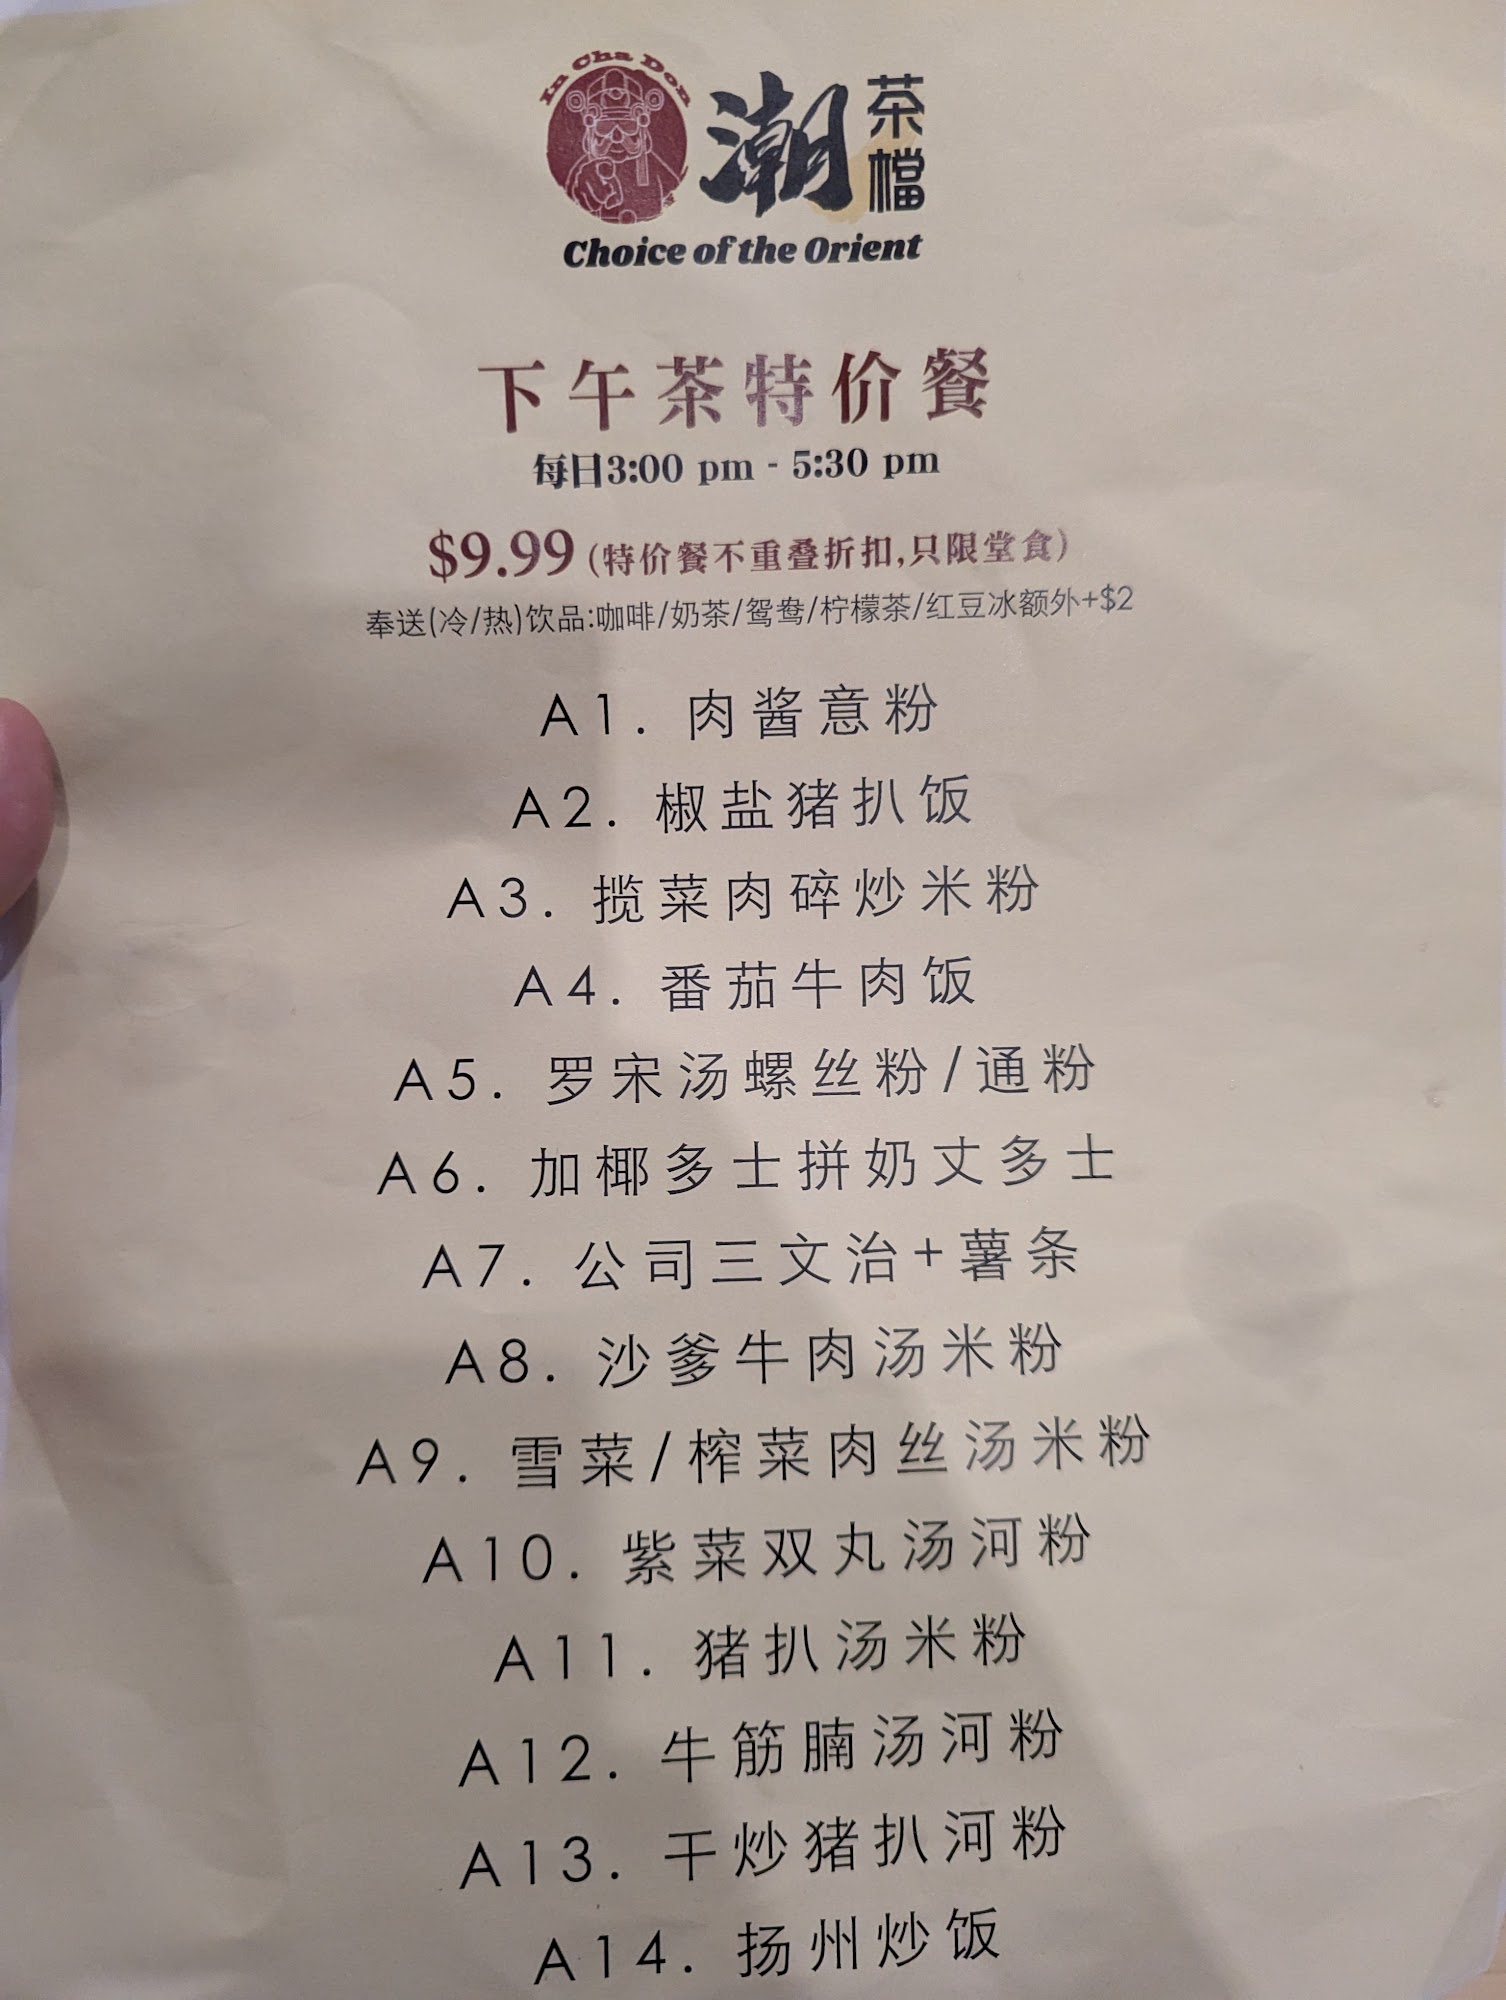 In Cha Don
潮
茶檔
Choice of the Orient
下午茶特价餐
每日3:00 pm - 5:30 pm
$9.99 (特价餐不重叠折扣,只限堂食)
奉送(冷/热)饮品:咖啡/奶茶/鸳鸯/柠檬茶/红豆冰额外+$2
A1. 肉酱意粉
A2. 椒盐猪扒饭
A3. 揽菜肉碎炒米粉
A4. 番茄牛肉饭
A5. 罗宋汤螺丝粉/通粉
A6. 加椰多士拼奶丈多士
A7. 公司三文治+薯条
A8. 沙爹牛肉汤米粉
A9. 雪菜/榨菜肉丝汤米粉
A10. 紫菜双丸汤河粉
A11. 猪扒汤米粉
A12. 牛筋腩汤河粉
A13. 干炒猪扒河粉
A14. 扬州炒饭